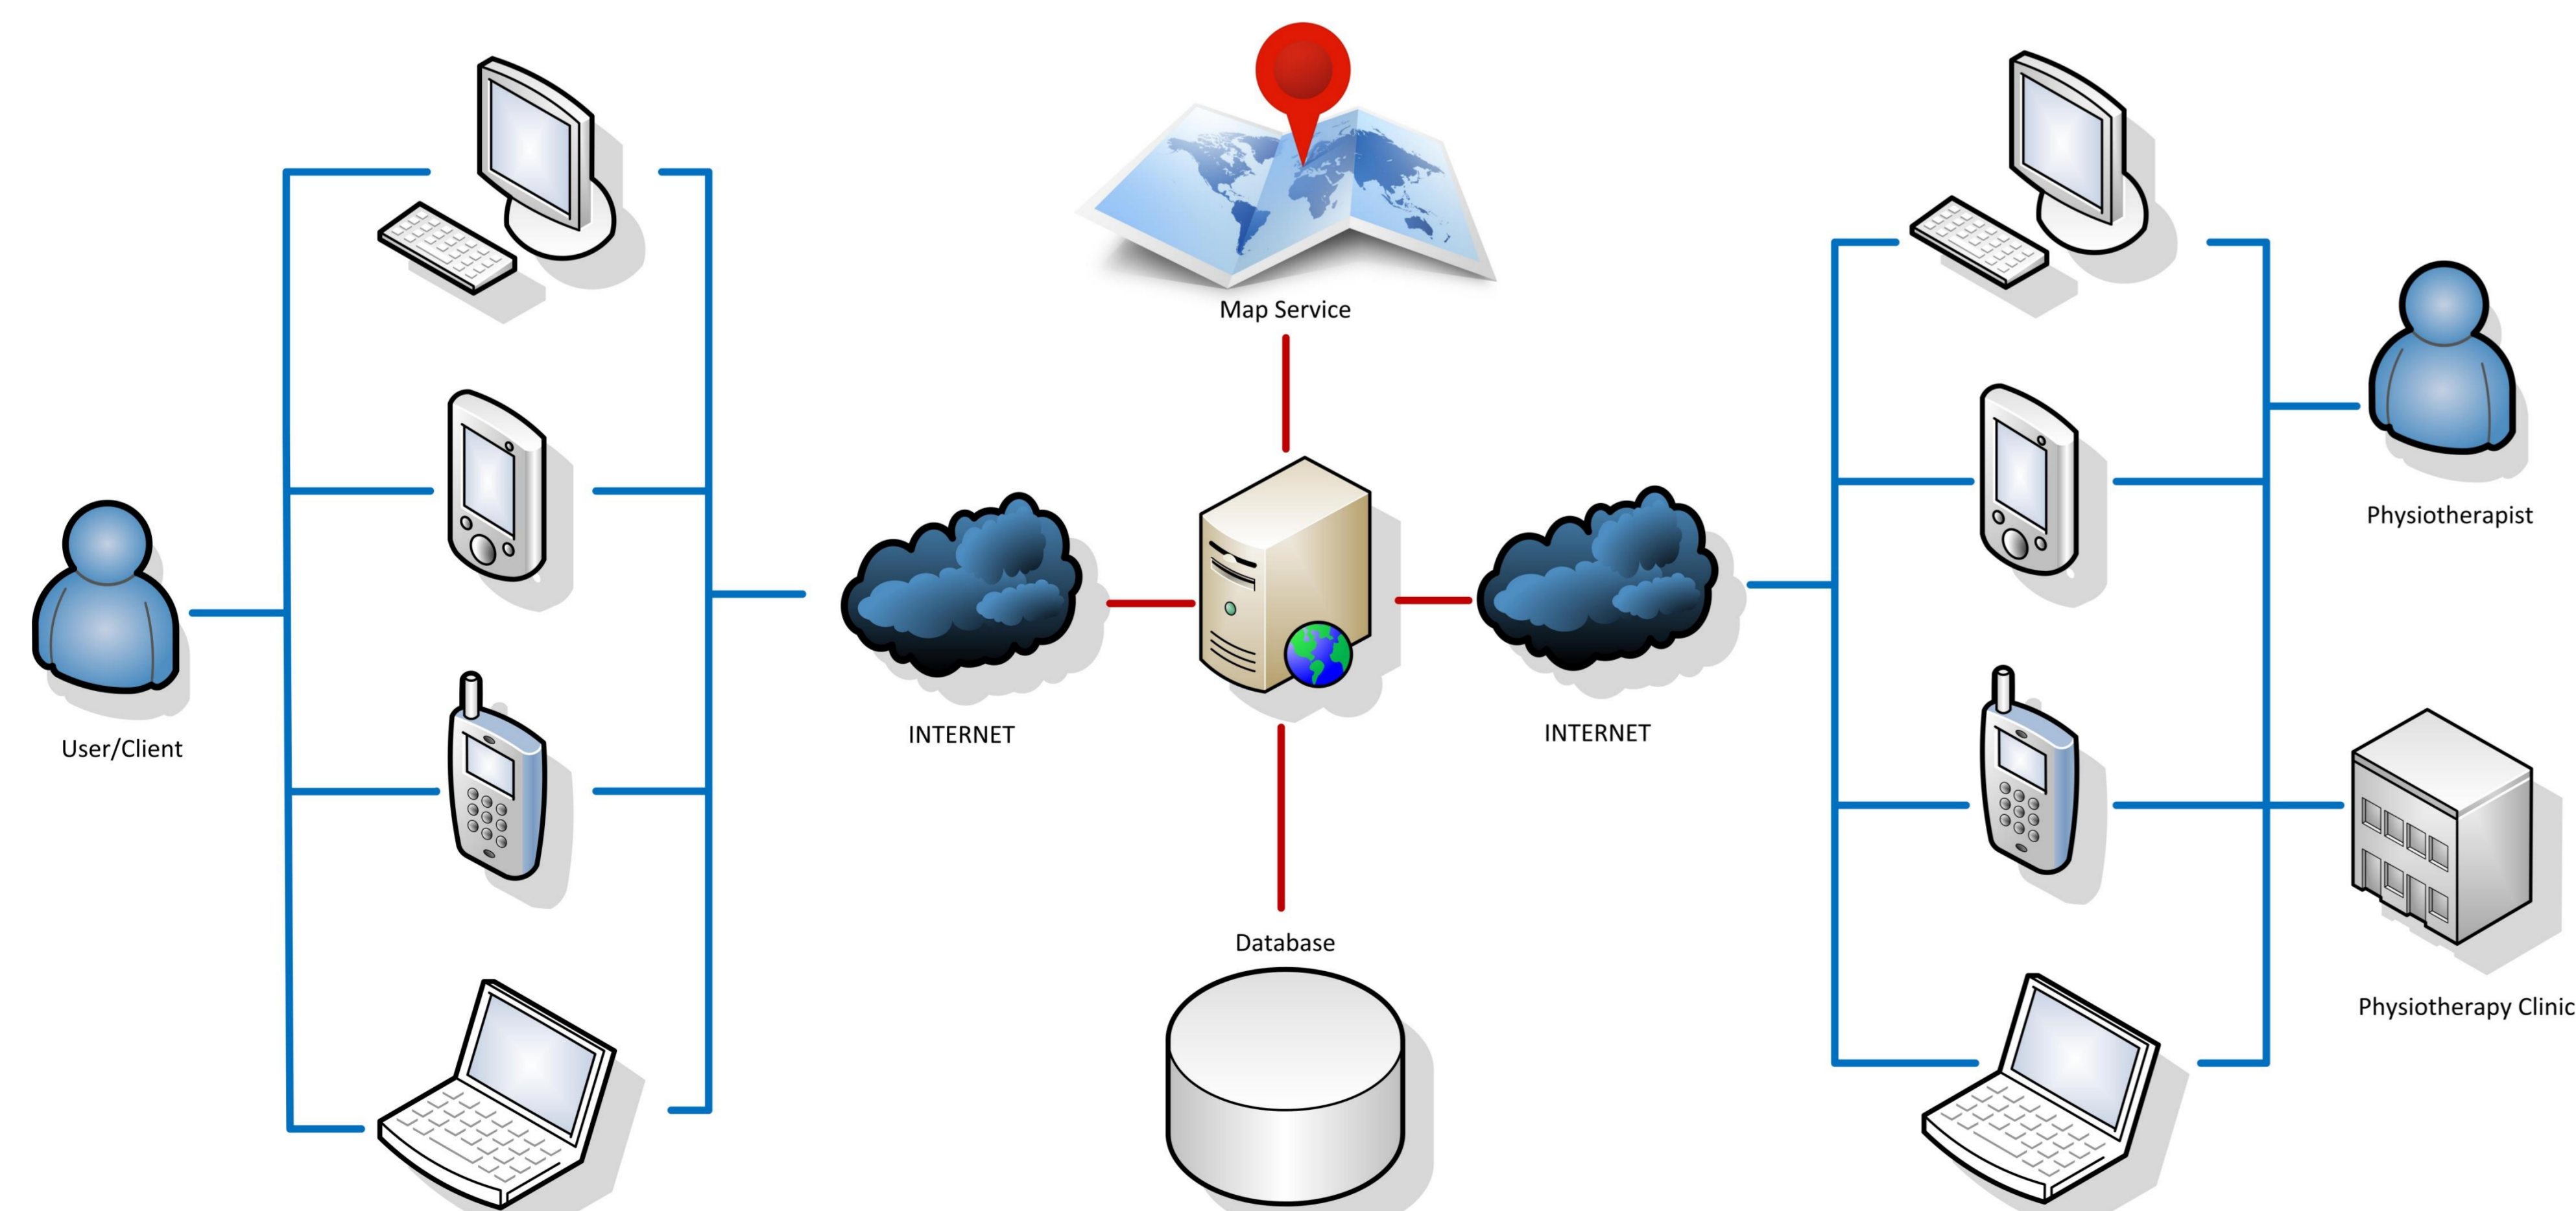 Map Service
Physiotherapist
User/Client
INTERNET
INTERNET
Database
Physiotherapy Clinic